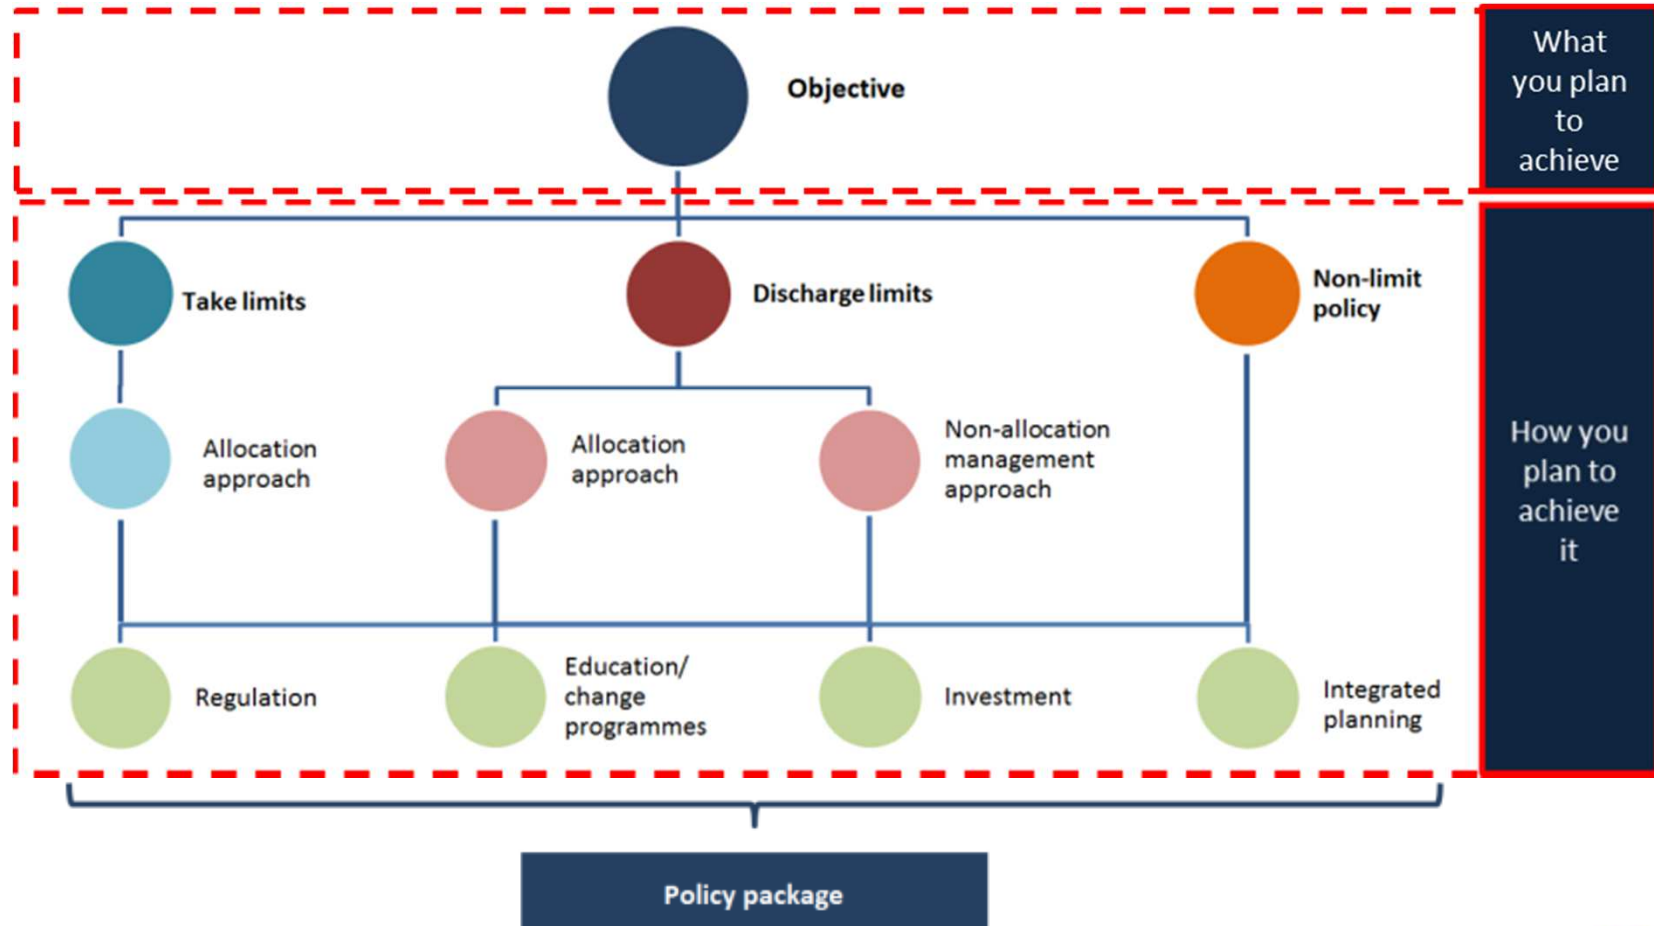 Objective
What
you plan
to
achieve
Take limits
Discharge limits
Non-limit
policy
Allocation
approach
Allocation
approach
Non-allocation
management
approach
How you
plan to
achieve
it
Regulation
Education/
change
programmes
Investment
Integrated
planning
Policy package